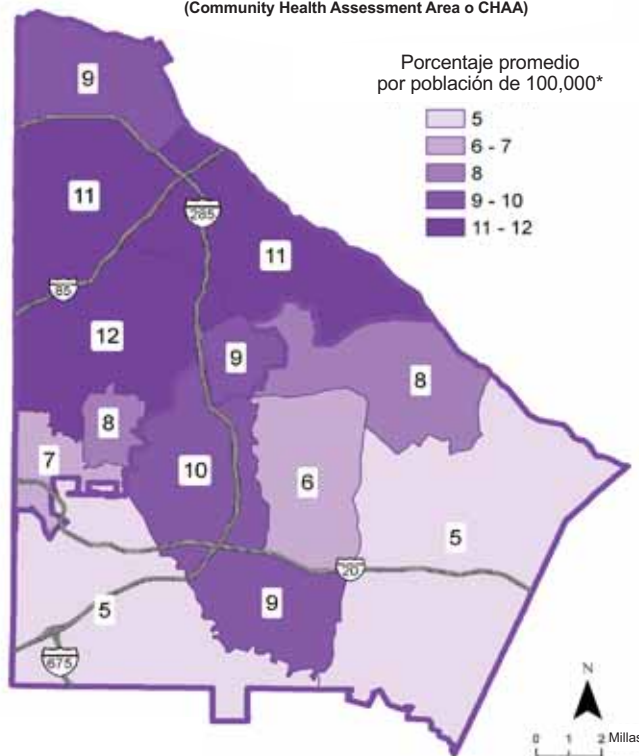 (Community Health Assessment Area o CHAA)
Porcentaje promedio
por población de 100,000*
5
6 - 7
8
9 - 10
11 - 12
9
11
285
11
85
12
9
8
8
7
10
6
5
20
5
9
675
N
0 1 2 Millas